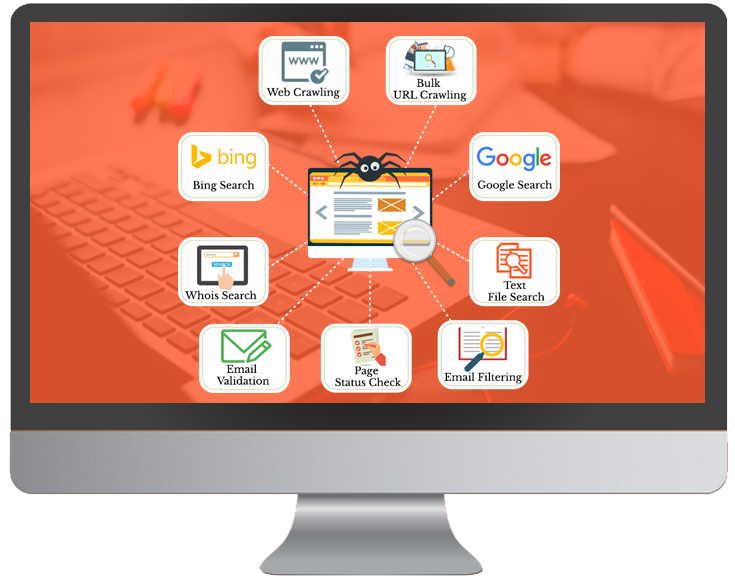 WWW
Web Crawling
Bulk
URL Crawling
bing
Bing Search
Google
Google Search
Whois Search
Text
File Search
Email
Validation
Page
Status Check
Email Filtering